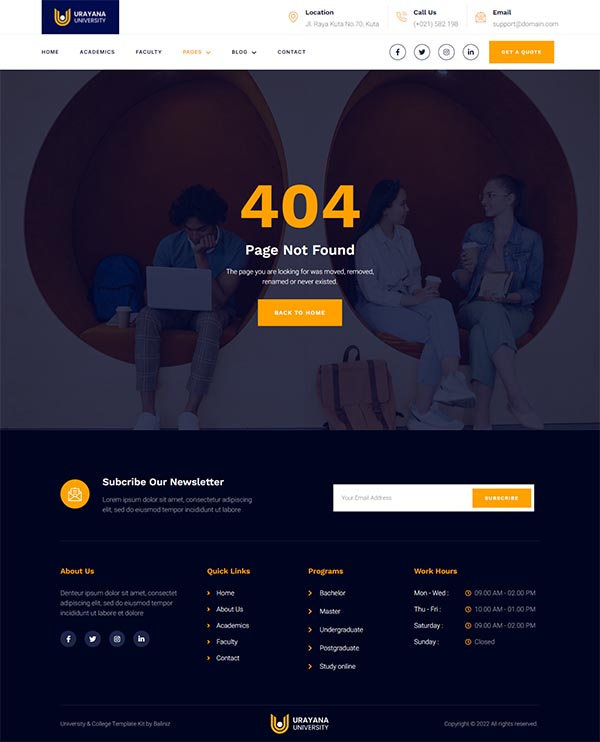 URAYANA
UNIVERSITY
Location
Jl. Raya Kuta No.70, Kuta
Call Us
(+021) 582 198
Email
support@domain.com
HOME
ACADEMICS
FACULTY
PAGES
BLOG
CONTACT
GET A QUOTE
404
Page Not Found
The page you are looking for was moved, removed,
renamed or never existed.
BACK TO HOME
Subcribe Our Newsletter
Lorem ipsum dolor sit amet, consectetur adipiscing
elit, sed do eiusmod tempor incididunt ut labore
Your Email Address
SUBSCRIBE
About Us
Denteur ipsum dolor sit amet, consectet
adipiscing elit, sed do eiusmod tempor
incididunt ut labore et dolore
Quick Links
Home
About Us
Academics
Faculty
Contact
Programs
Bachelor
Master
Undergraduate
Postgraduate
Study online
Work Hours
Mon - Wed : 09.00 AM - 02.00 PM
Thu - Fri : 10.00 AM - 01.00 PM
Saturday : 09.00 AM - 02.00 PM
Sunday : Closed
University & College Template Kit by Baliniz
URAYANA
UNIVERSITY
Copyright © 2022 All rights reserved.